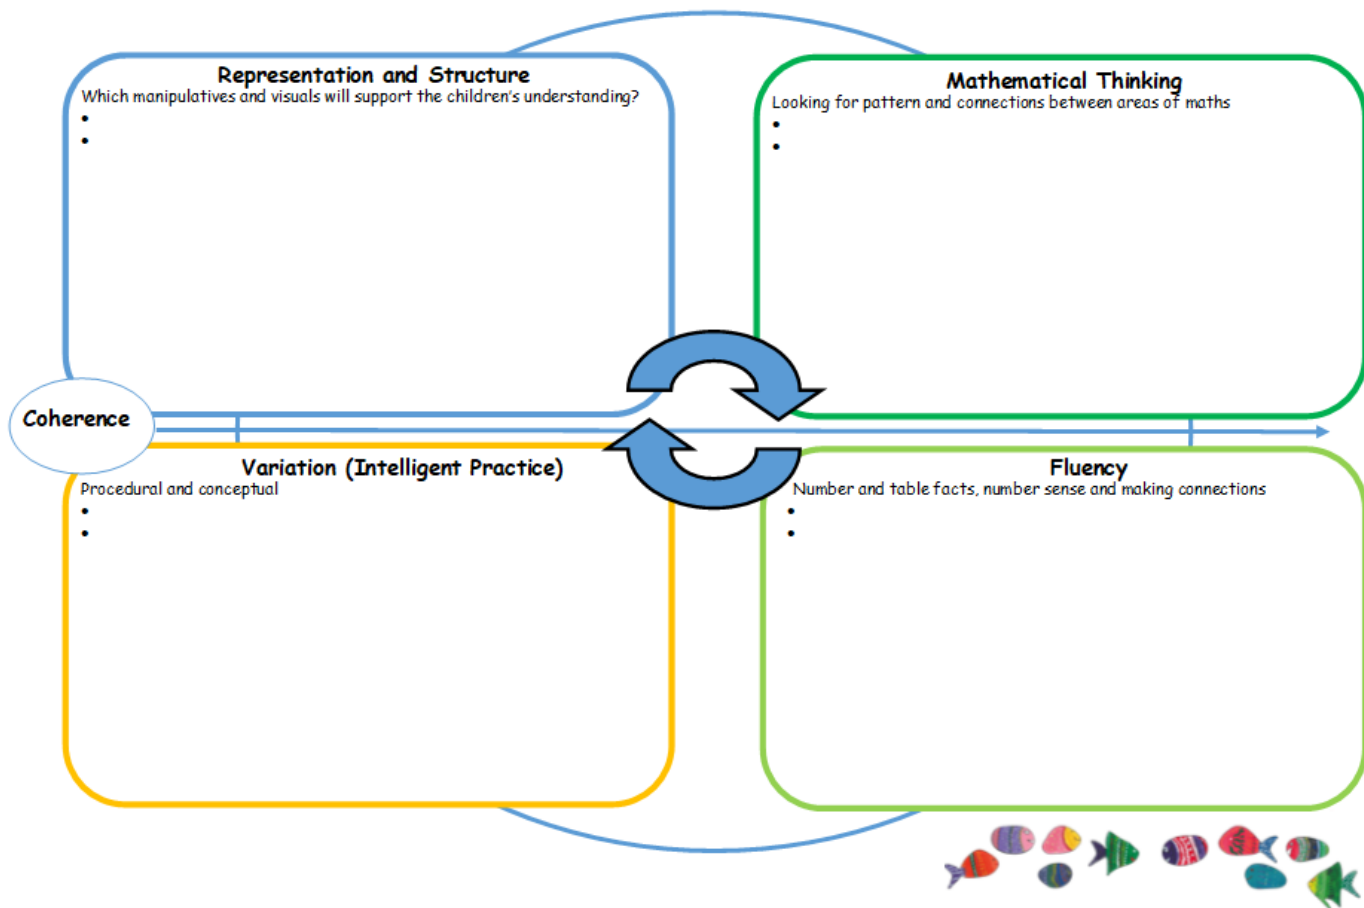 Representation and Structure
Which manipulatives and visuals will support the children's understanding?
•
•
Mathematical Thinking
Looking for pattern and connections between areas of maths
•
•
Coherence
Variation (Intelligent Practice)
Procedural and conceptual
•
•
Fluency
Number and table facts, number sense and making connections
•
•